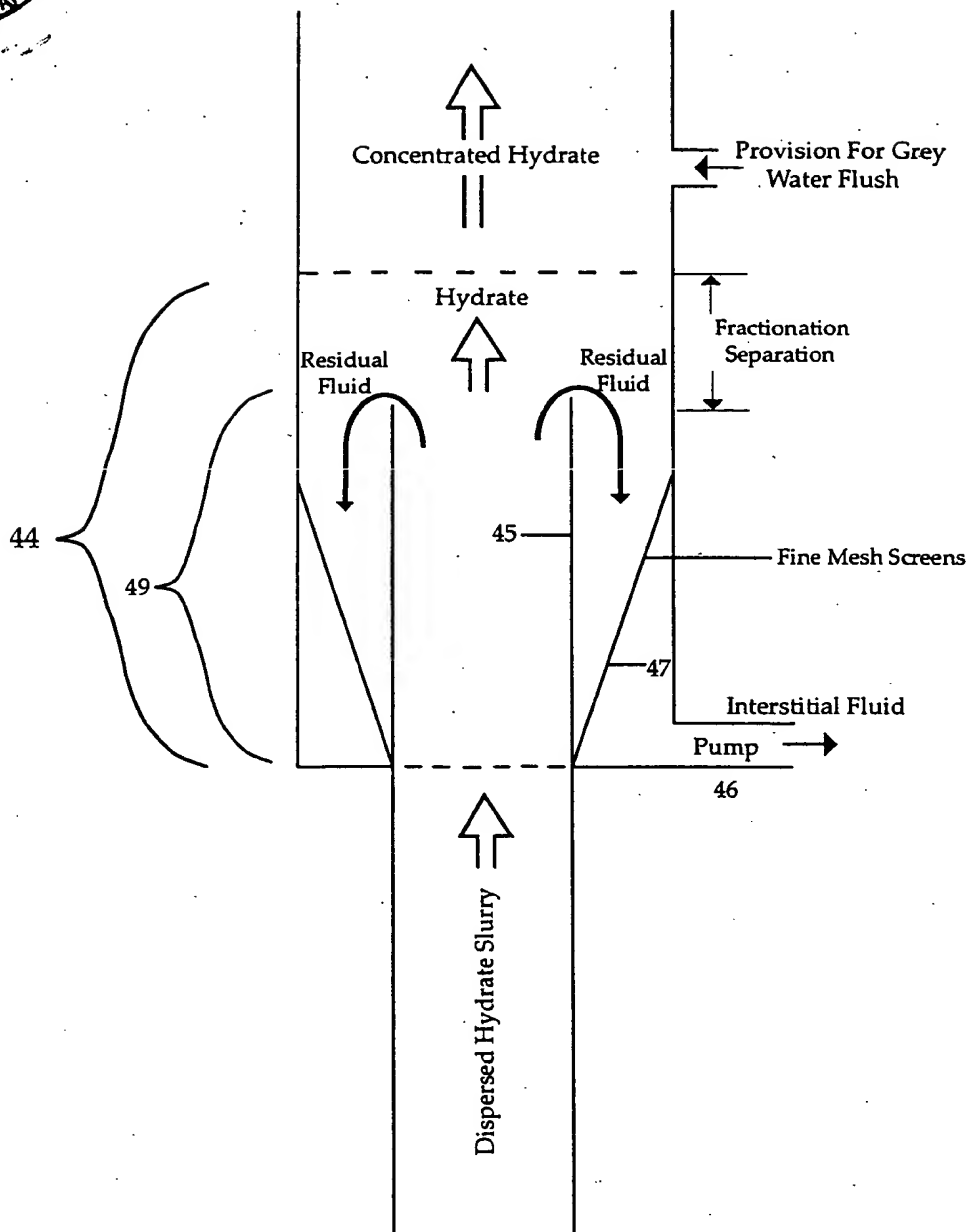 Concentrated Hydrate
Provision For Grey
Water Flush
Hydrate
Fractionation
Separation
Residual
Fluid
Residual
Fluid
44
45
Fine Mesh Screens
49
47
Interstitial Fluid
Pump
46
Dispersed Hydrate Slurry